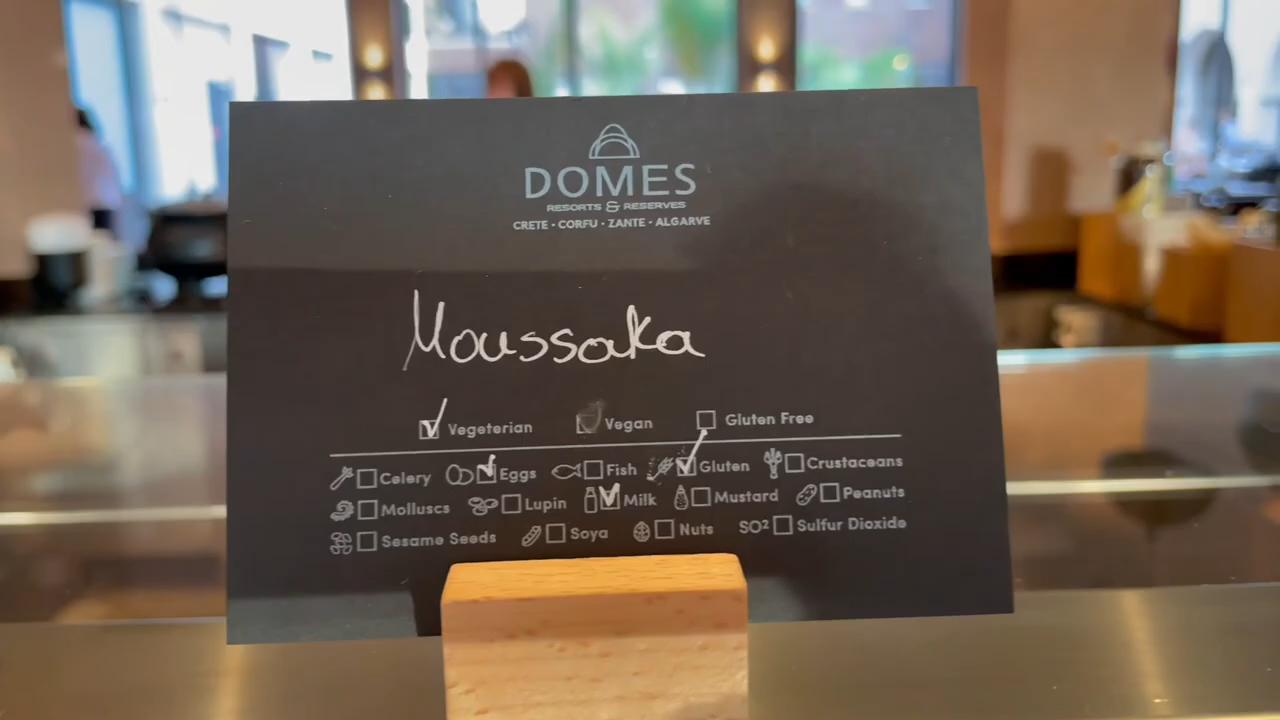 DOMES
RESORTS & RESERVES
CRETE • CORFU • ZANTE • ALGARVE
Moussaka
Vegeterian Vegan Gluten Free
Celery Eggs Fish Gluten Crustaceans
Molluscs Lupin Milk Mustard Peanuts
Sesame Seeds Soya Nuts SO2 Sulfur Dioxide